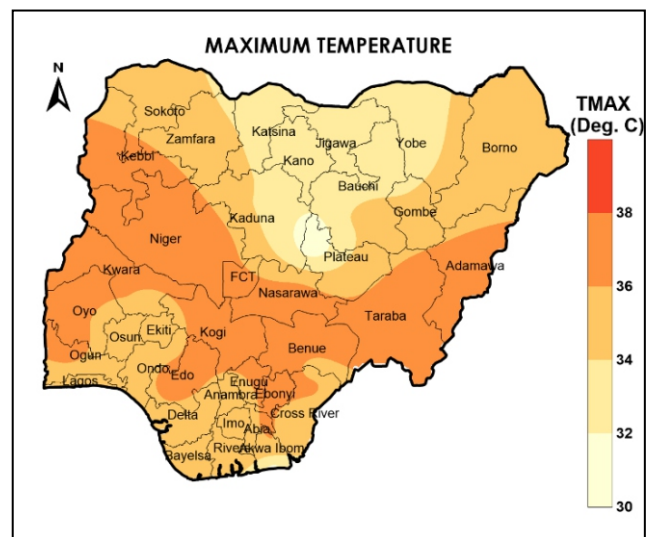 MAXIMUM TEMPERATURE
N
TMAX
(Deg. C)
38
36
34
32
30
Sokoto
Zamfara
Katsina
Jigawa
Yobe
Borno
Kebbi
Kano
Bauchi
Kaduna
Gombe
Niger
Plateau
Adamawa
Kwara
FCT
Nasarawa
Taraba
Oyo
Osun
Ekiti
Kogi
Benue
Ogun
Ondo
Edo
Enugu
Lagos
Anambra
Ebonyi
Delta
Cross River
Imo
Abia
Bayelsa
Rivers
Akwa Ibom